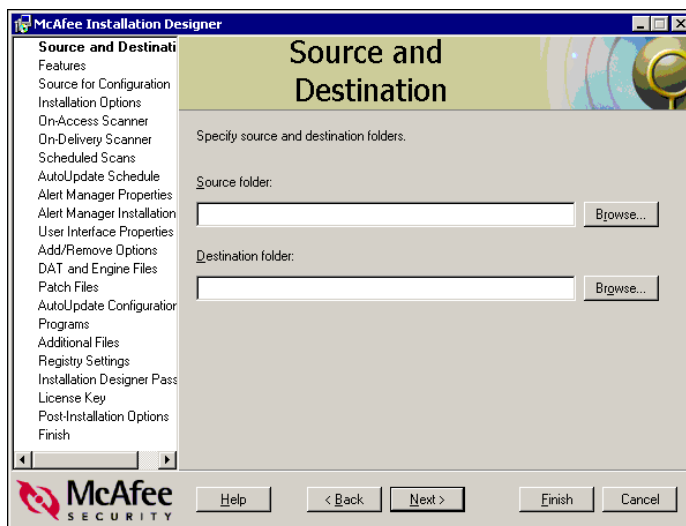 McAfee Installation Designer
Source and Destinati
Features
Source for Configuration
Installation Options
On-Access Scanner
On-Delivery Scanner
Scheduled Scans
AutoUpdate Schedule
Alert Manager Properties
Alert Manager Installation
User Interface Properties
Add/Remove Options
DAT and Engine Files
Patch Files
AutoUpdate Configuration
Programs
Additional Files
Registry Settings
Installation Designer Pass
License Key
Post-Installation Options
Finish
Source and
Destination
Specify source and destination folders.
Source folder:
Browse...
Destination folder:
Browse...
McAfee
SECURITY
Help
< Back
Next >
Finish
Cancel